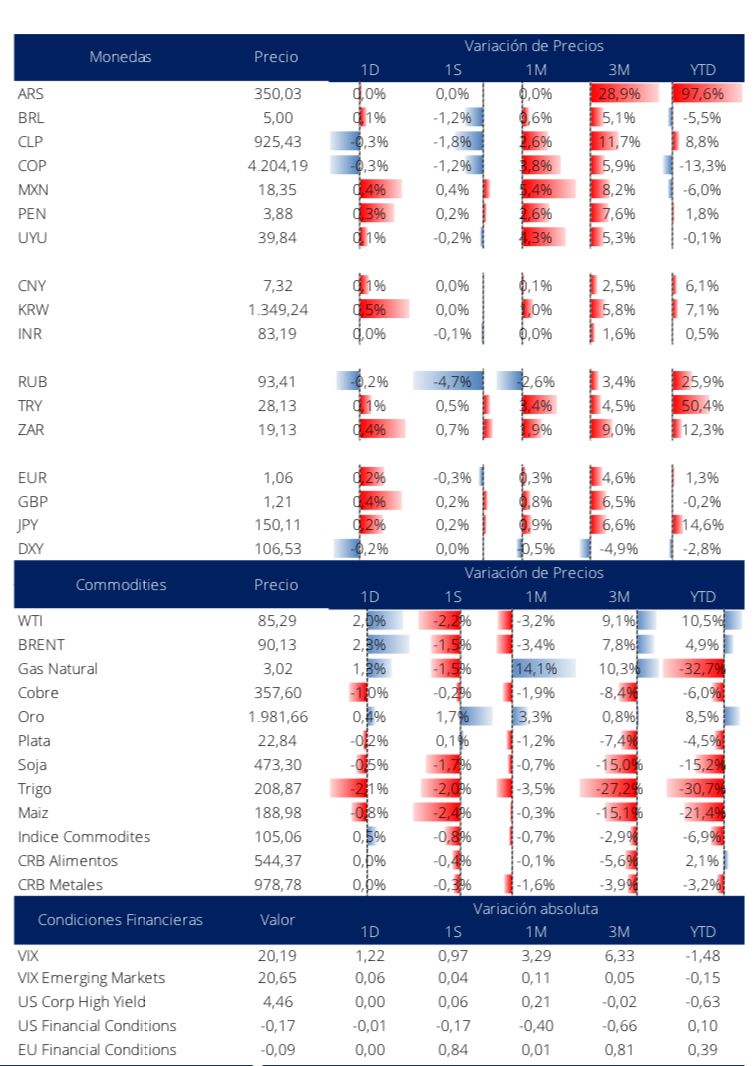 Monedas Precio Variación de Precios
1D 1S 1M 3M YTD
ARS 350,03 0,0% 0,0% 0,0% 28,9% 97,6%
BRL 5,00 0,1% -1,2% 0,6% 5,1% -5,5%
CLP 925,43 -0,3% -1,8% 2,6% 11,7% 8,8%
COP 4.204,19 -0,3% -1,2% 3,8% 5,9% -13,3%
MXN 18,35 0,4% 0,4% 5,4% 8,2% -6,0%
PEN 3,88 0,3% 0,2% 2,6% 7,6% 1,8%
UYU 39,84 0,1% -0,2% 4,3% 5,3% -0,1%
CNY 7,32 0,1% 0,0% 0,1% 2,5% 6,1%
KRW 1.349,24 0,5% 0,0% 1,0% 5,8% 7,1%
INR 83,19 0,0% -0,1% 0,0% 1,6% 0,5%
RUB 93,41 -0,2% -4,7% -2,6% 3,4% 25,9%
TRY 28,13 0,1% 0,5% 3,4% 4,5% 50,4%
ZAR 19,13 0,4% 0,7% 1,9% 9,0% 12,3%
EUR 1,06 0,2% -0,3% 0,3% 4,6% 1,3%
GBP 1,21 0,4% 0,2% 0,8% 6,5% -0,2%
JPY 150,11 0,2% 0,2% 0,9% 6,6% 14,6%
DXY 106,53 -0,2% 0,0% -0,5% -4,9% -2,8%
Commodities Precio Variación de Precios
1D 1S 1M 3M YTD
WTI 85,29 2,0% -2,2% -3,2% 9,1% 10,5%
BRENT 90,13 2,3% -1,5% -3,4% 7,8% 4,9%
Gas Natural 3,02 1,3% -1,5% 14,1% 10,3% -32,7%
Cobre 357,60 -1,0% -0,2% -1,9% -8,4% -6,0%
Oro 1.981,66 0,4% 1,7% 3,3% 0,8% 8,5%
Plata 22,84 -0,2% 0,1% -1,2% -7,4% -4,5%
Soja 473,30 -0,5% -1,7% -0,7% -15,0% -15,2%
Trigo 208,87 -2,1% -2,0% -3,5% -27,2% -30,7%
Maiz 188,98 -0,8% -2,4% -0,3% -15,1% -21,4%
Indice Commodites 105,06 0,5% -0,8% -0,7% -2,9% -6,9%
CRB Alimentos 544,37 0,0% -0,4% -0,1% -5,6% 2,1%
CRB Metales 978,78 0,0% -0,3% -1,6% -3,9% -3,2%
Condiciones Financieras Valor Variación absoluta
1D 1S 1M 3M YTD
VIX 20,19 1,22 0,97 3,29 6,33 -1,48
VIX Emerging Markets 20,65 0,06 0,04 0,11 0,05 -0,15
US Corp High Yield 4,46 0,00 0,06 0,21 -0,02 -0,63
US Financial Conditions -0,17 -0,01 -0,17 -0,40 -0,66 0,10
EU Financial Conditions -0,09 0,00 0,84 0,01 0,81 0,39